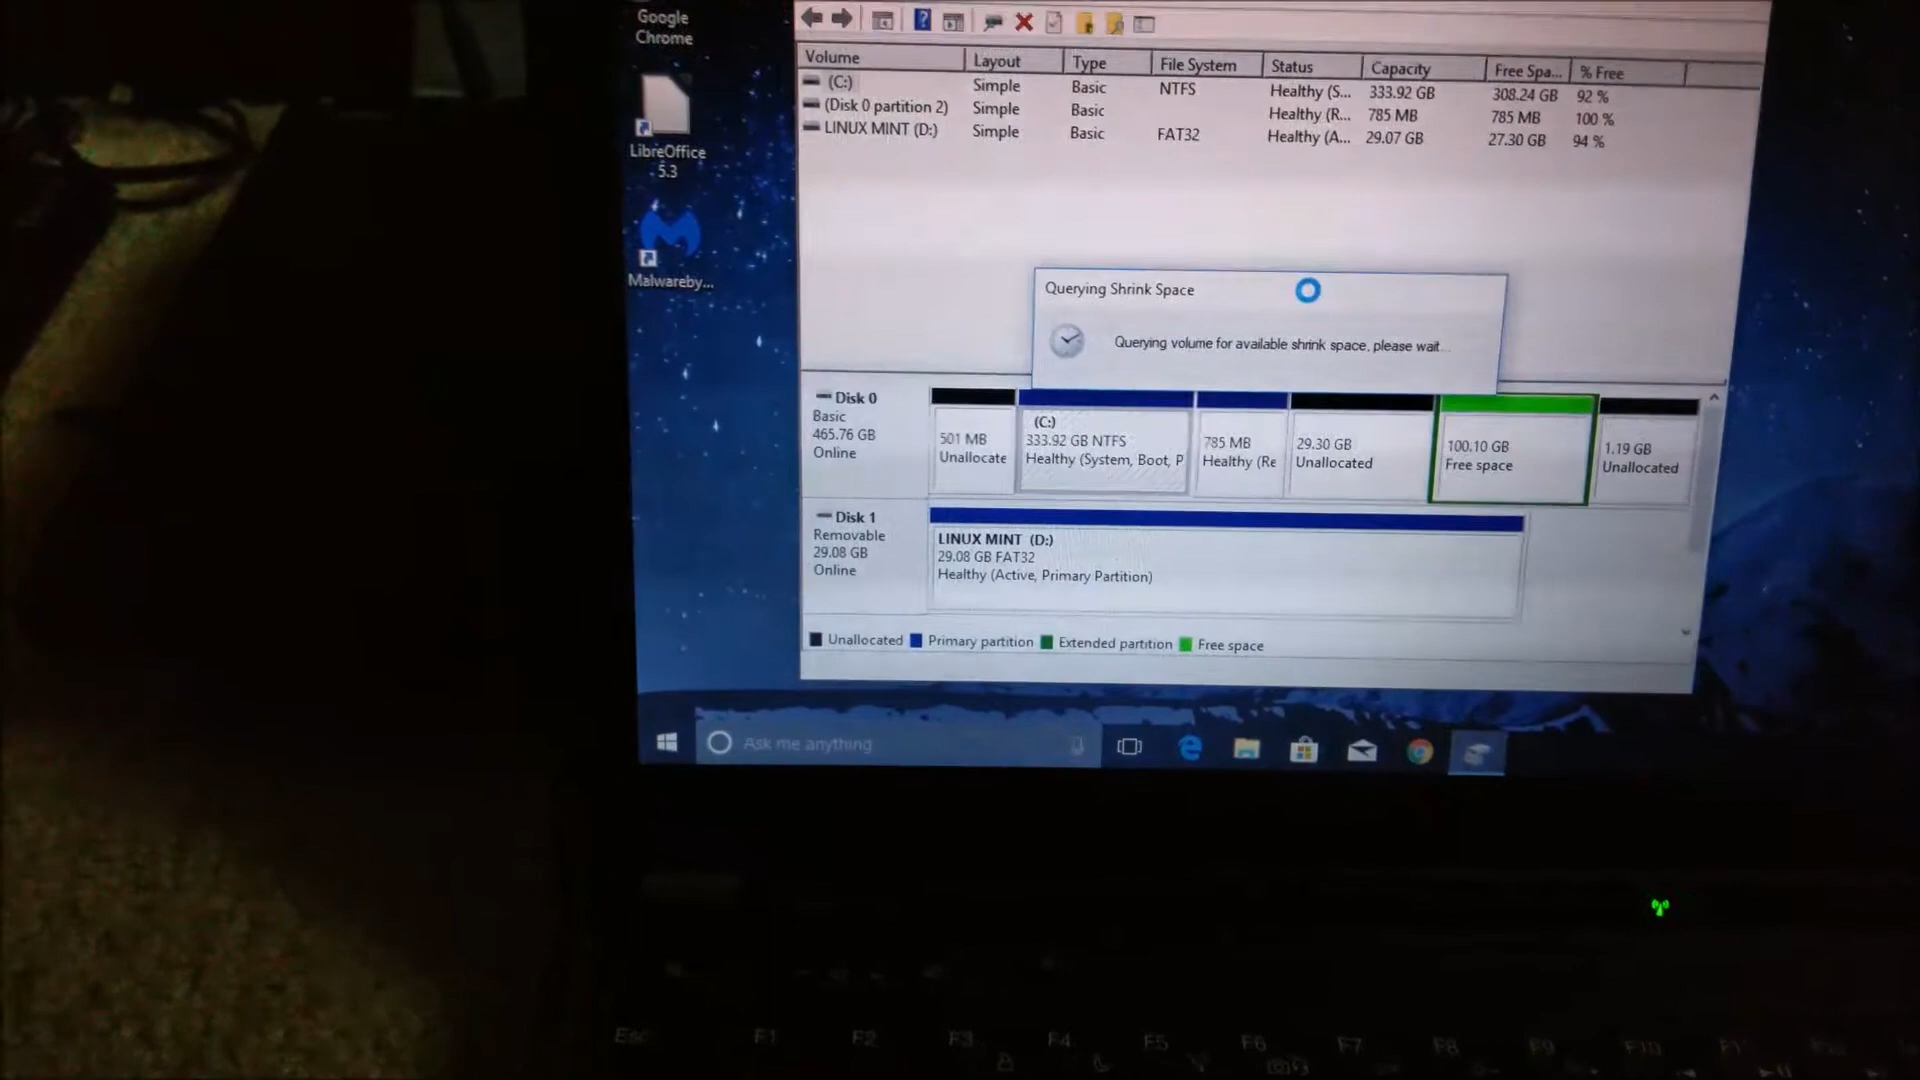 Google
Chrome
LibreOffice
5.3
Malwareby...
Volume Layout Type File System Status Capacity Free Spa... % Free
(C:) Simple Basic NTFS Healthy (S... 333.92 GB 308.24 GB 92 %
(Disk 0 partition 2) Simple Basic Healthy (R... 785 MB 785 MB 100 %
LINUX MINT (D:) Simple Basic FAT32 Healthy (A... 29.07 GB 27.30 GB 94 %
Querying Shrink Space
Querying volume for available shrink space, please wait...
Disk 0
Basic
465.76 GB
Online
501 MB
Unallocate
(C:)
333.92 GB NTFS
Healthy (System, Boot, P
785 MB
Healthy (Re
29.30 GB
Unallocated
100.10 GB
Free space
1.19 GB
Unallocated
Disk 1
Removable
29.08 GB
Online
LINUX MINT (D:)
29.08 GB FAT32
Healthy (Active, Primary Partition)
Unallocated Primary partition Extended partition Free space
Ask me anything
Esc F1 F2 F3 F4 F5 F6 F7 F8 F9 F10